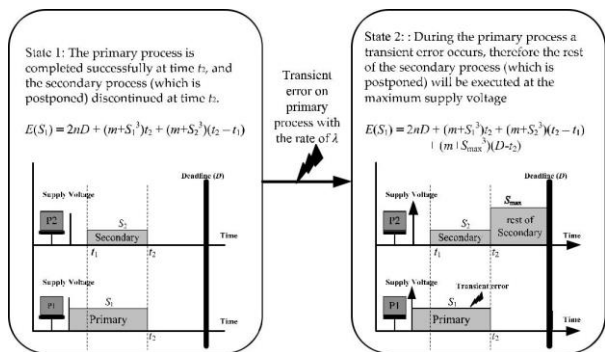 State 1: The primary process is
completed successfully at time t2, and
the secondary process (which is
postponed) discontinued at time t2.
E(S1) = 2nD + (m+S1^3)t2 + (m+S2^3)(t2 – t1)
Deadline (D)
Supply Voltage
P2
S2
Secondary
Time
t1
t2
Supply Voltage
P1
S1
Primary
Time
t2
Transient
error on
primary
process with
the rate of λ
State 2: : During the primary process a
transient error occurs, therefore the rest
of the secondary process (which is
postponed) will be executed at the
maximum supply voltage
E(S1) = 2nD + (m+S1^3)t2 + (m+S2^3)(t2 – t1)
+ (m+Smax^3)(D-t2)
Deadline (D)
Supply Voltage
Smax
P2
S2
rest of
Secondary
Secondary
Time
t1
t2
Supply Voltage
Transient error
P1
S1
Primary
Time
t2